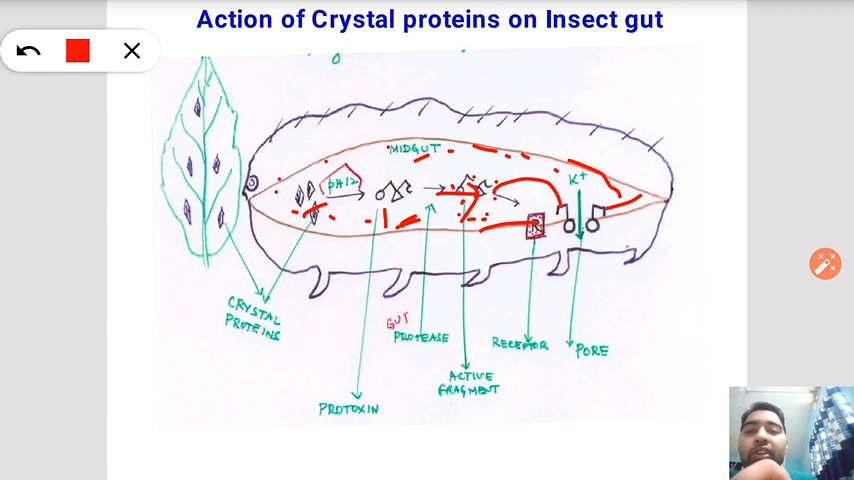 Action of Crystal proteins on Insect gut
MIDGUT
pH12
K+
CRYSTAL
PROTEINS
GUT
PROTEASE
RECEPTOR
PORE
ACTIVE
FRAGMENT
PROTOXIN